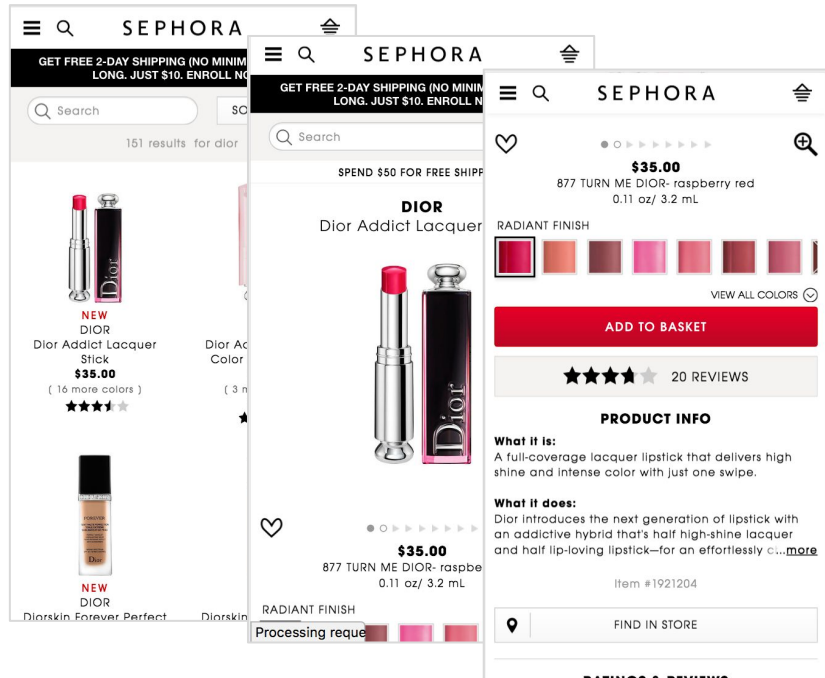 SEPHORA
GET FREE 2-DAY SHIPPING (NO MINIM
LONG. JUST $10. ENROLL NO
Search
SO
151 results for dior
Dior
NEW
DIOR
Dior Addict Lacquer
Stick
$35.00
( 16 more colors )
Dior Ac
Color
( 3 m
FOREVER
Dior
NEW
DIOR
Diorskin Forever Perfect
Diorskin
SEPHORA
GET FREE 2-DAY SHIPPING (NO MINIM
LONG. JUST $10. ENROLL N
Search
SPEND $50 FOR FREE SHIPP
DIOR
Dior Addict Lacquer
Dior
$35.00
877 TURN ME DIOR- raspbe
0.11 oz/ 3.2 mL
RADIANT FINISH
Processing reque
SEPHORA
$35.00
877 TURN ME DIOR- raspberry red
0.11 oz/ 3.2 mL
RADIANT FINISH
VIEW ALL COLORS
ADD TO BASKET
20 REVIEWS
PRODUCT INFO
What it is:
A full-coverage lacquer lipstick that delivers high
shine and intense color with just one swipe.
What it does:
Dior introduces the next generation of lipstick with
an addictive hybrid that's half high-shine lacquer
and half lip-loving lipstick—for an effortlessly c...more
Item #1921204
FIND IN STORE
RATINGS & REVIEWS